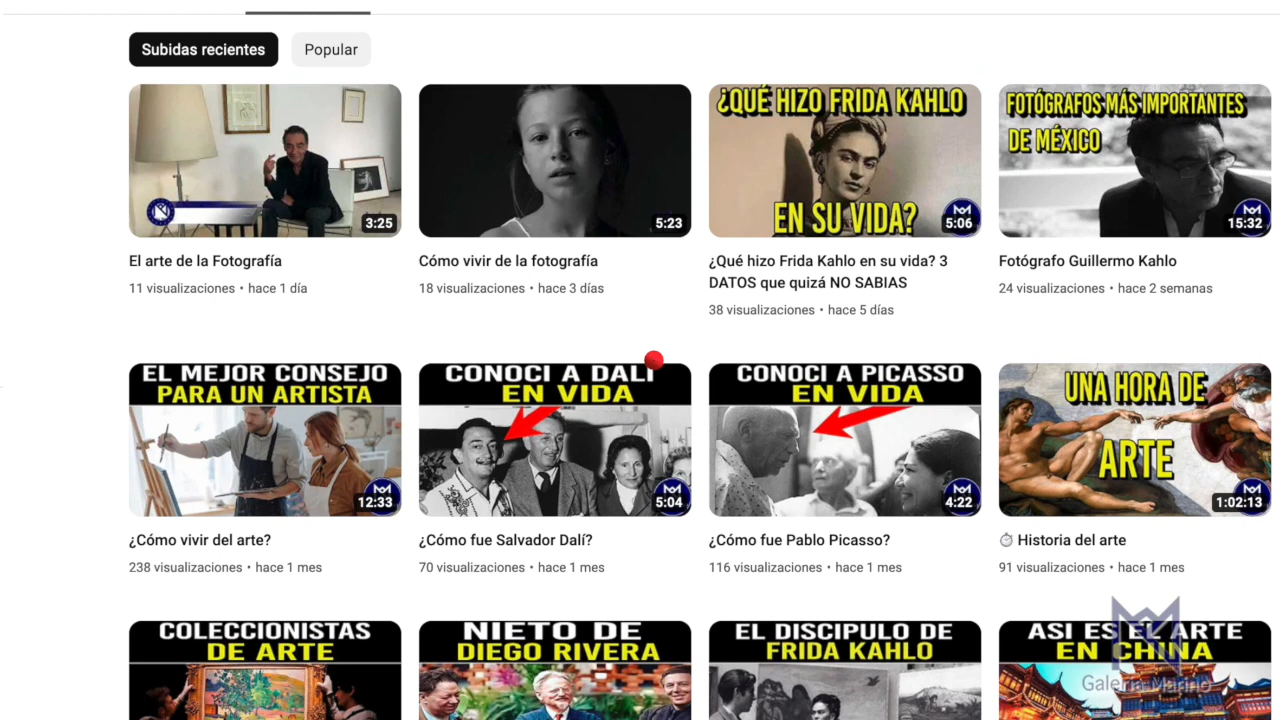 Subidas recientes
Popular
3:25
5:23
¿QUÉ HIZO FRIDA KAHLO
EN SU VIDA?
5:06
FOTÓGRAFOS MÁS IMPORTANTES
DE MÉXICO
15:32
El arte de la Fotografía
11 visualizaciones • hace 1 día
Cómo vivir de la fotografía
18 visualizaciones • hace 3 días
¿Qué hizo Frida Kahlo en su vida? 3
DATOS que quizá NO SABIAS
38 visualizaciones • hace 5 días
Fotógrafo Guillermo Kahlo
24 visualizaciones • hace 2 semanas
EL MEJOR CONSEJO
PARA UN ARTISTA
12:33
CONOCI A DALI
EN VIDA
5:04
CONOCI A PICASSO
EN VIDA
4:22
UNA HORA DE
ARTE
1:02:13
¿Cómo vivir del arte?
238 visualizaciones • hace 1 mes
¿Cómo fue Salvador Dalí?
70 visualizaciones • hace 1 mes
¿Cómo fue Pablo Picasso?
116 visualizaciones • hace 1 mes
⏱ Historia del arte
91 visualizaciones • hace 1 mes
COLECCIONISTAS
DE ARTE
NIETO DE
DIEGO RIVERA
EL DISCIPULO DE
FRIDA KAHLO
ASI ES EL ARTE
EN CHINA